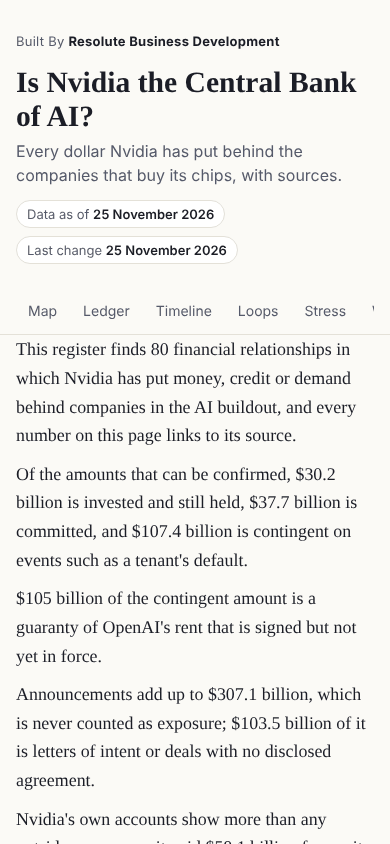 Built By Resolute Business Development
Is Nvidia the Central Bank
of AI?
Every dollar Nvidia has put behind the
companies that buy its chips, with sources.
Data as of 25 November 2026
Last change 25 November 2026
Map Ledger Timeline Loops Stress
This register finds 80 financial relationships in
which Nvidia has put money, credit or demand
behind companies in the AI buildout, and every
number on this page links to its source.
Of the amounts that can be confirmed, $30.2
billion is invested and still held, $37.7 billion is
committed, and $107.4 billion is contingent on
events such as a tenant's default.
$105 billion of the contingent amount is a
guaranty of OpenAI's rent that is signed but not
yet in force.
Announcements add up to $307.1 billion, which
is never counted as exposure; $103.5 billion of it
is letters of intent or deals with no disclosed
agreement.
Nvidia's own accounts show more than any